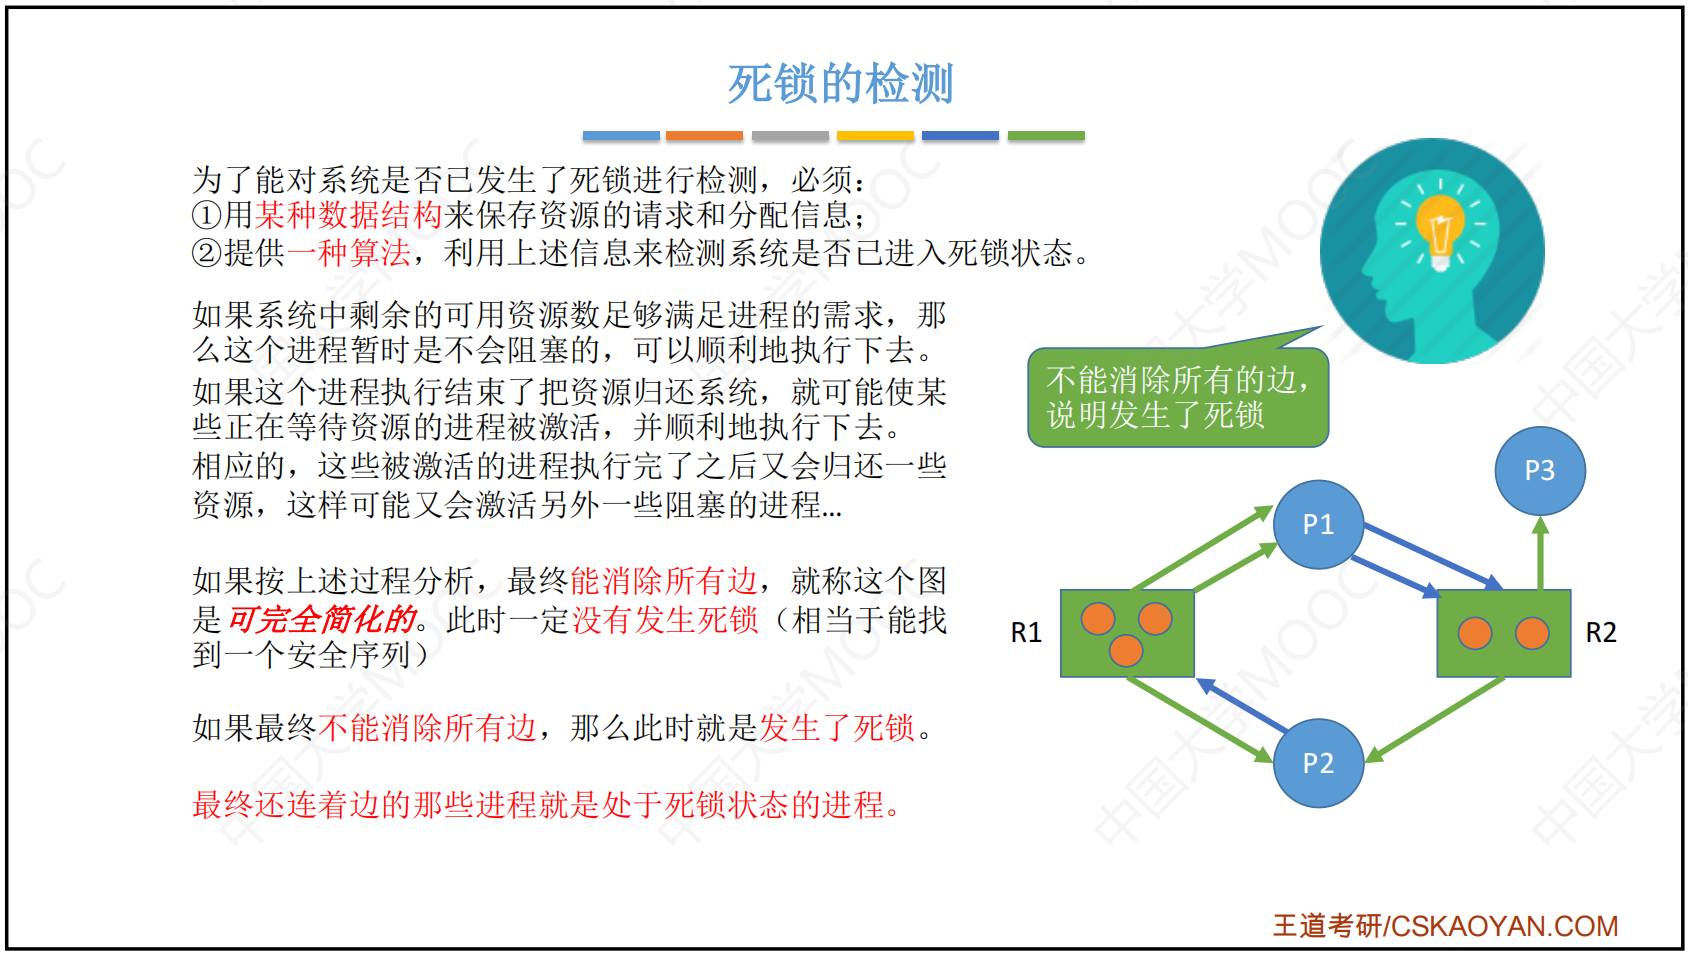 死锁的检测
为了能对系统是否已发生了死锁进行检测，必须：
①用某种数据结构来保存资源的请求和分配信息；
②提供一种算法，利用上述信息来检测系统是否已进入死锁状态。
如果系统中剩余的可用资源数足够满足进程的需求，那
么这个进程暂时是不会阻塞的，可以顺利地执行下去。
如果这个进程执行结束了把资源归还系统，就可能使某
些正在等待资源的进程被激活，并顺利地执行下去。
相应的，这些被激活的进程执行完了之后又会归还一些
资源，这样可能又会激活另外一些阻塞的进程...
如果按上述过程分析，最终能消除所有边，就称这个图
是可完全简化的。此时一定没有发生死锁（相当于能找
到一个安全序列）
如果最终不能消除所有边，那么此时就是发生了死锁。
最终还连着边的那些进程就是处于死锁状态的进程。
不能消除所有的边，
说明发生了死锁
P3
P1
R1
R2
P2
王道考研/CSKAOYAN.COM
中国大学MOOC